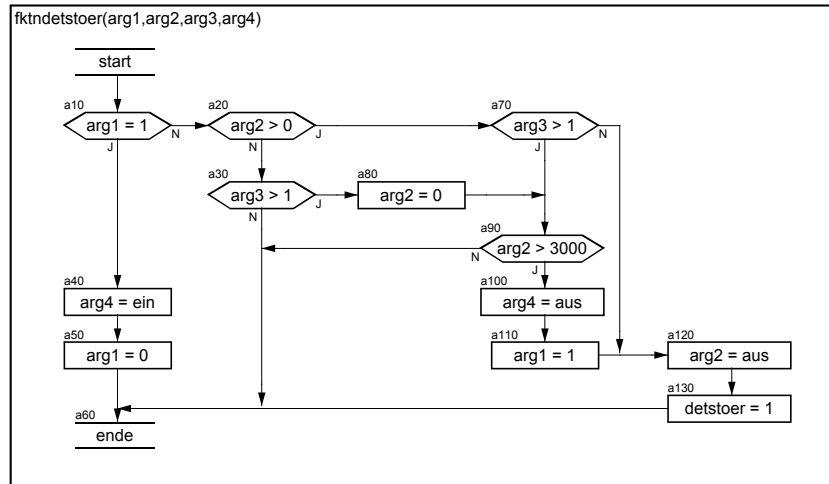 fktndetstoer(arg1,arg2,arg3,arg4)
start
a10
arg1 = 1
N
J
a20
arg2 > 0
J
N
a70
arg3 > 1
N
J
a30
arg3 > 1
J
N
a80
arg2 = 0
a90
arg2 > 3000
N
J
a40
arg4 = ein
a100
arg4 = aus
a50
arg1 = 0
a110
arg1 = 1
a120
arg2 = aus
a130
detstoer = 1
a60
ende